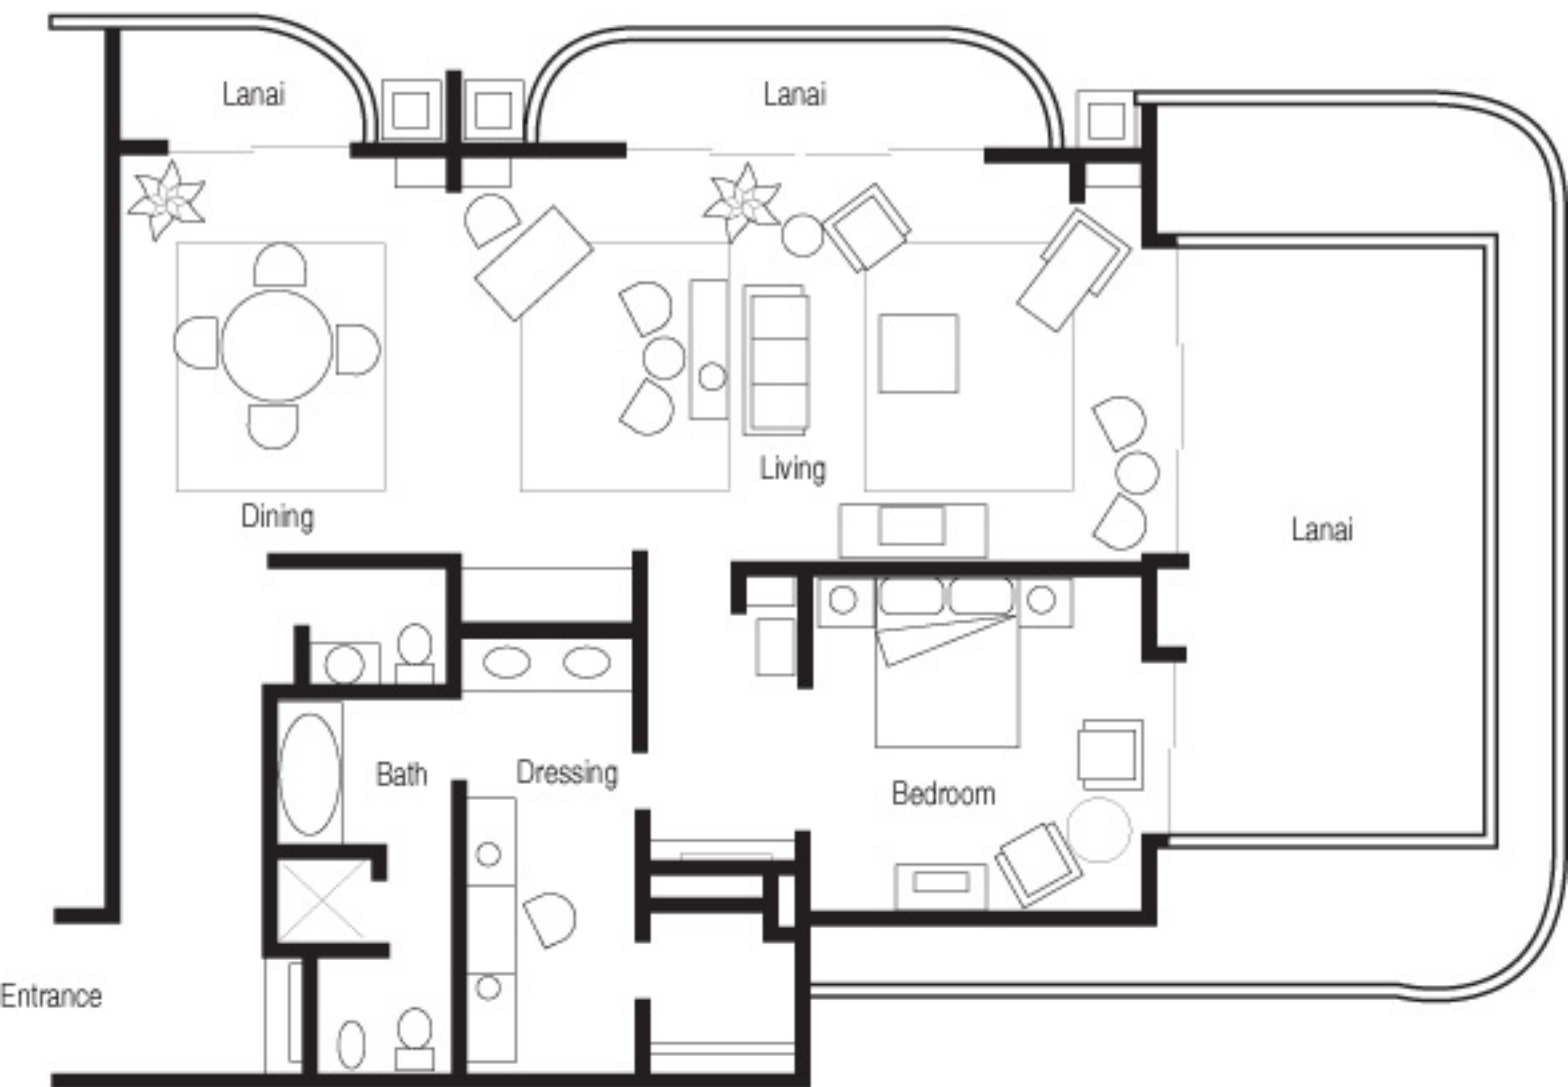 Lanai
Lanai
Living
Dining
Lanai
Bath
Dressing
Bedroom
Entrance